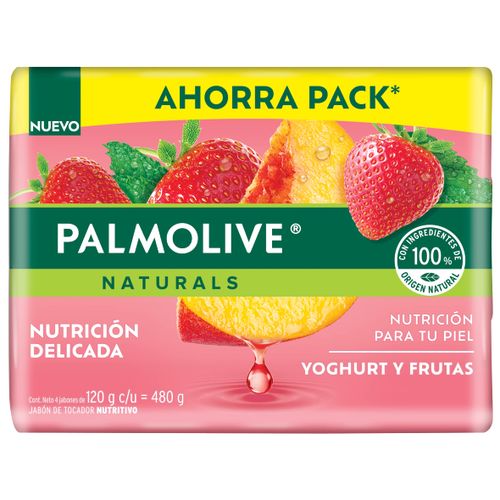 AHORRA PACK*
NUEVO
PALMOLIVE®
NATURALS
CON INGREDIENTES DE
100%
ORIGEN NATURAL
NUTRICIÓN
DELICADA
NUTRICIÓN
PARA TU PIEL
YOGHURT Y FRUTAS
Cont. Neto 4 jabones de 120 g c/u = 480 g
JABÓN DE TOCADOR NUTRITIVO